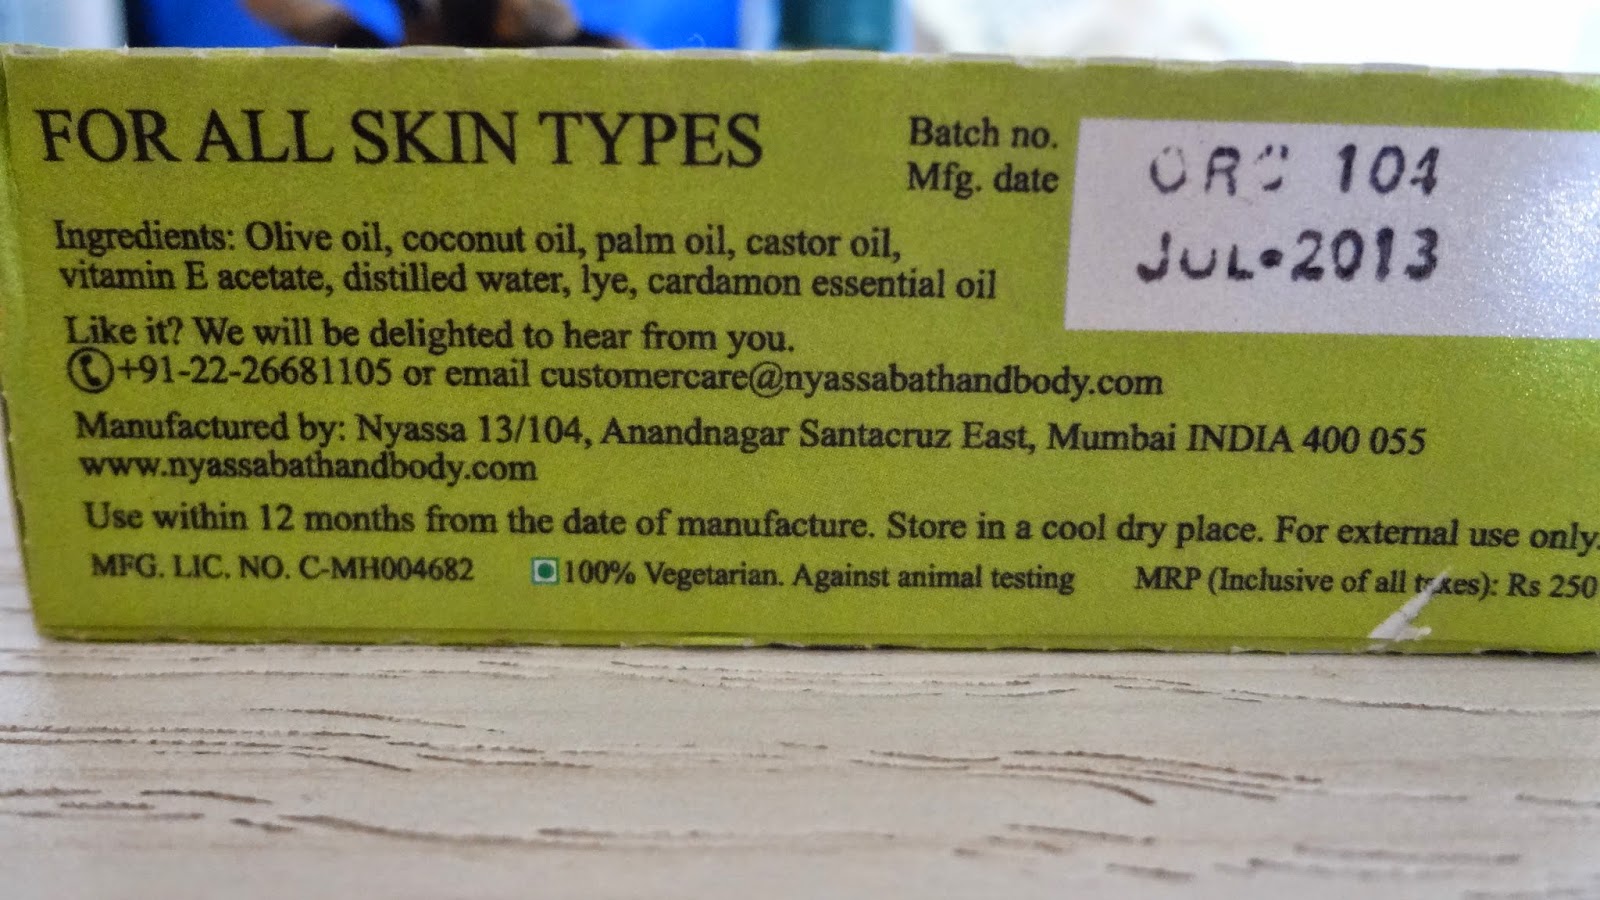 FOR ALL SKIN TYPES
Batch no.
Mfg. date
104
JUL•2013
Ingredients: Olive oil, coconut oil, palm oil, castor oil,
vitamin E acetate, distilled water, lye, cardamon essential oil
Like it? We will be delighted to hear from you.
+91-22-26681105 or email customercare@nyassabathandbody.com
Manufactured by: Nyassa 13/104, Anandnagar Santacruz East, Mumbai INDIA 400 055
www.nyassabathandbody.com
Use within 12 months from the date of manufacture. Store in a cool dry place. For external use only.
MFG. LIC. NO. C-MH004682 100% Vegetarian. Against animal testing MRP (Inclusive of all taxes): Rs 250